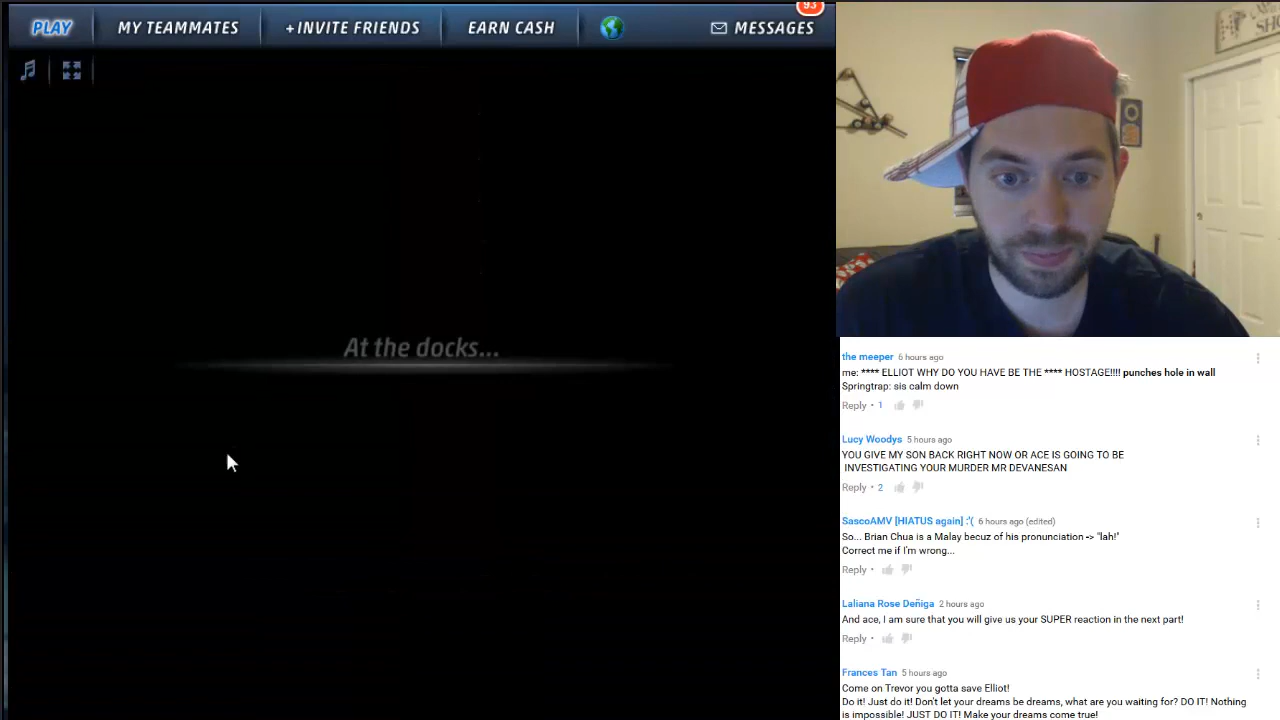 PLAY
MY TEAMMATES
+INVITE FRIENDS
EARN CASH
MESSAGES
93
At the docks...
the meeper 6 hours ago
me: **** ELLIOT WHY DO YOU HAVE BE THE **** HOSTAGE!!!! punches hole in wall
Springtrap: sis calm down
Reply • 1
Lucy Woodys 5 hours ago
YOU GIVE MY SON BACK RIGHT NOW OR ACE IS GOING TO BE
INVESTIGATING YOUR MURDER MR DEVANESAN
Reply • 2
SascoAMV [HIATUS again] :'( 6 hours ago (edited)
So... Brian Chua is a Malay becuz of his pronunciation -> "lah!"
Correct me if I'm wrong...
Reply •
Laliana Rose Deñiga 2 hours ago
And ace, I am sure that you will give us your SUPER reaction in the next part!
Reply •
Frances Tan 5 hours ago
Come on Trevor you gotta save Elliot!
Do it! Just do it! Don't let your dreams be dreams, what are you waiting for? DO IT! Nothing
is impossible! JUST DO IT! Make your dreams come true!